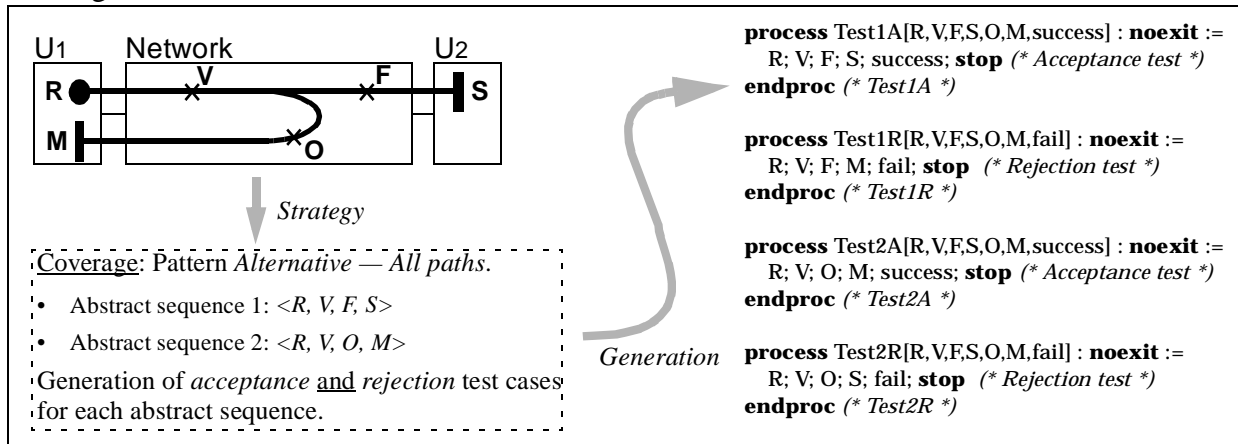 U1 Network U2
V F
R S
M O
Strategy
Coverage: Pattern Alternative — All paths.
• Abstract sequence 1: <R, V, F, S>
• Abstract sequence 2: <R, V, O, M>
Generation of acceptance and rejection test cases
for each abstract sequence.
Generation
process Test1A[R,V,F,S,O,M,success] : noexit :=
R; V; F; S; success; stop (* Acceptance test *)
endproc (* Test1A *)
process Test1R[R,V,F,S,O,M,fail] : noexit :=
R; V; F; M; fail; stop (* Rejection test *)
endproc (* Test1R *)
process Test2A[R,V,F,S,O,M,success] : noexit :=
R; V; O; M; success; stop (* Acceptance test *)
endproc (* Test2A *)
process Test2R[R,V,F,S,O,M,fail] : noexit :=
R; V; O; S; fail; stop (* Rejection test *)
endproc (* Test2R *)